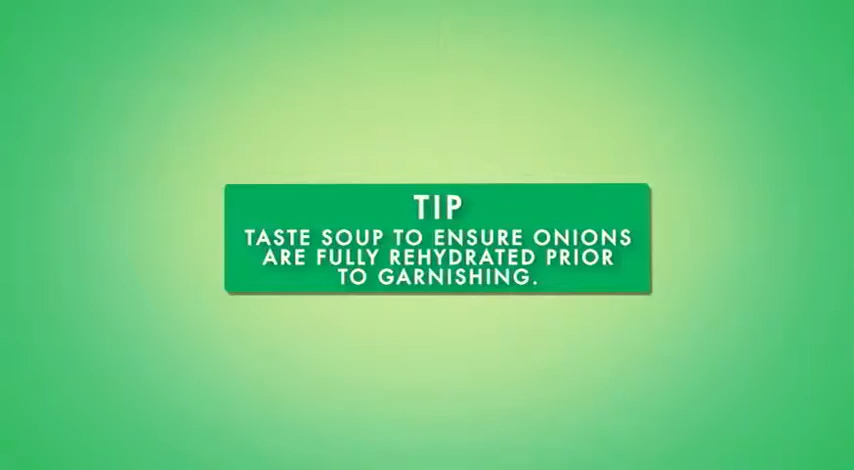 TIP
TASTE SOUP TO ENSURE ONIONS
ARE FULLY REHYDRATED PRIOR
TO GARNISHING.